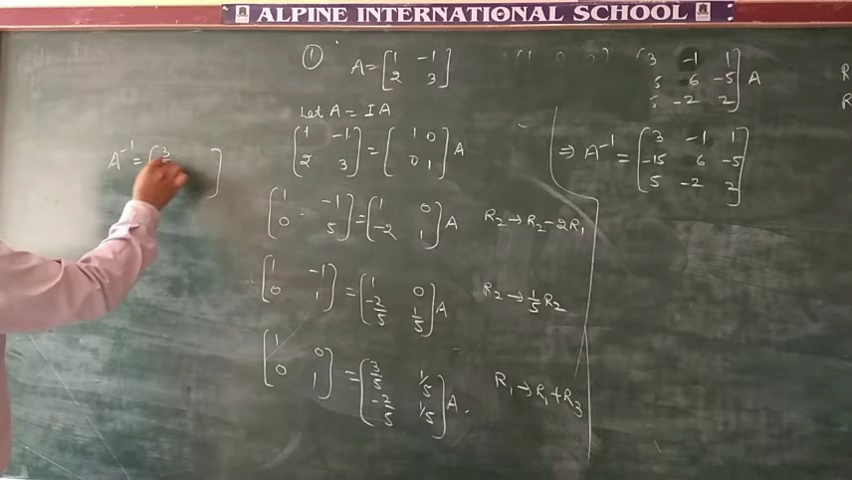 ALPINE INTERNATIONAL SCHOOL
① A = [1 -1
2 3]
Let A = IA
[1 -1
2 3] = [1 0
0 1] A
[1 -1
0 5] = [1 0
-2 1] A R₂ → R₂ - 2R₁
[1 -1
0 1] = [1 0
-2/5 1/5] A R₂ → 1/5 R₂
[1 0
0 1] = [3/5 1/5
-2/5 1/5] A. R₁ → R₁ + R₃
3 -1 1
6 -5
-2 2] A
⇒ A⁻¹ = [3 -1 1
-15 6 -5
5 -2 2]
R
R
A⁻¹ = [3 ]